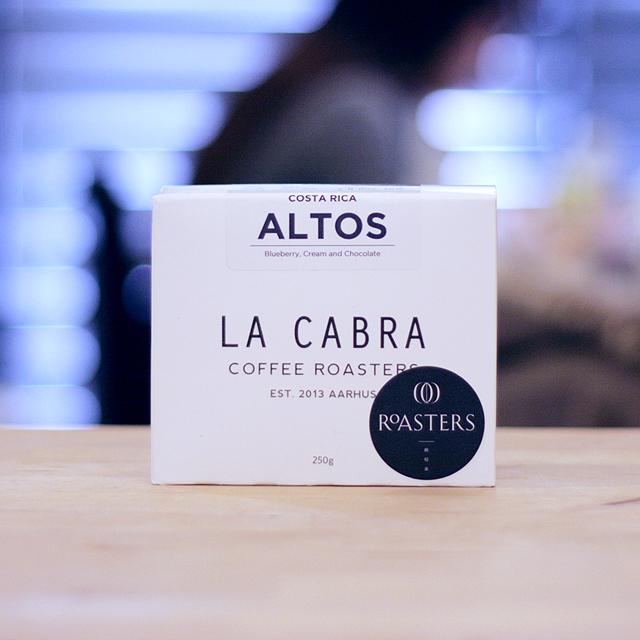 COSTA RICA
ALTOS
Blueberry, Cream and Chocolate
LA CABRA
COFFEE ROASTERS
EST. 2013 AARHUS
250g
ROASTERS